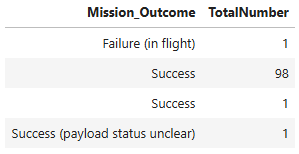 Mission_Outcome TotalNumber
Failure (in flight) 1
Success 98
Success 1
Success (payload status unclear) 1